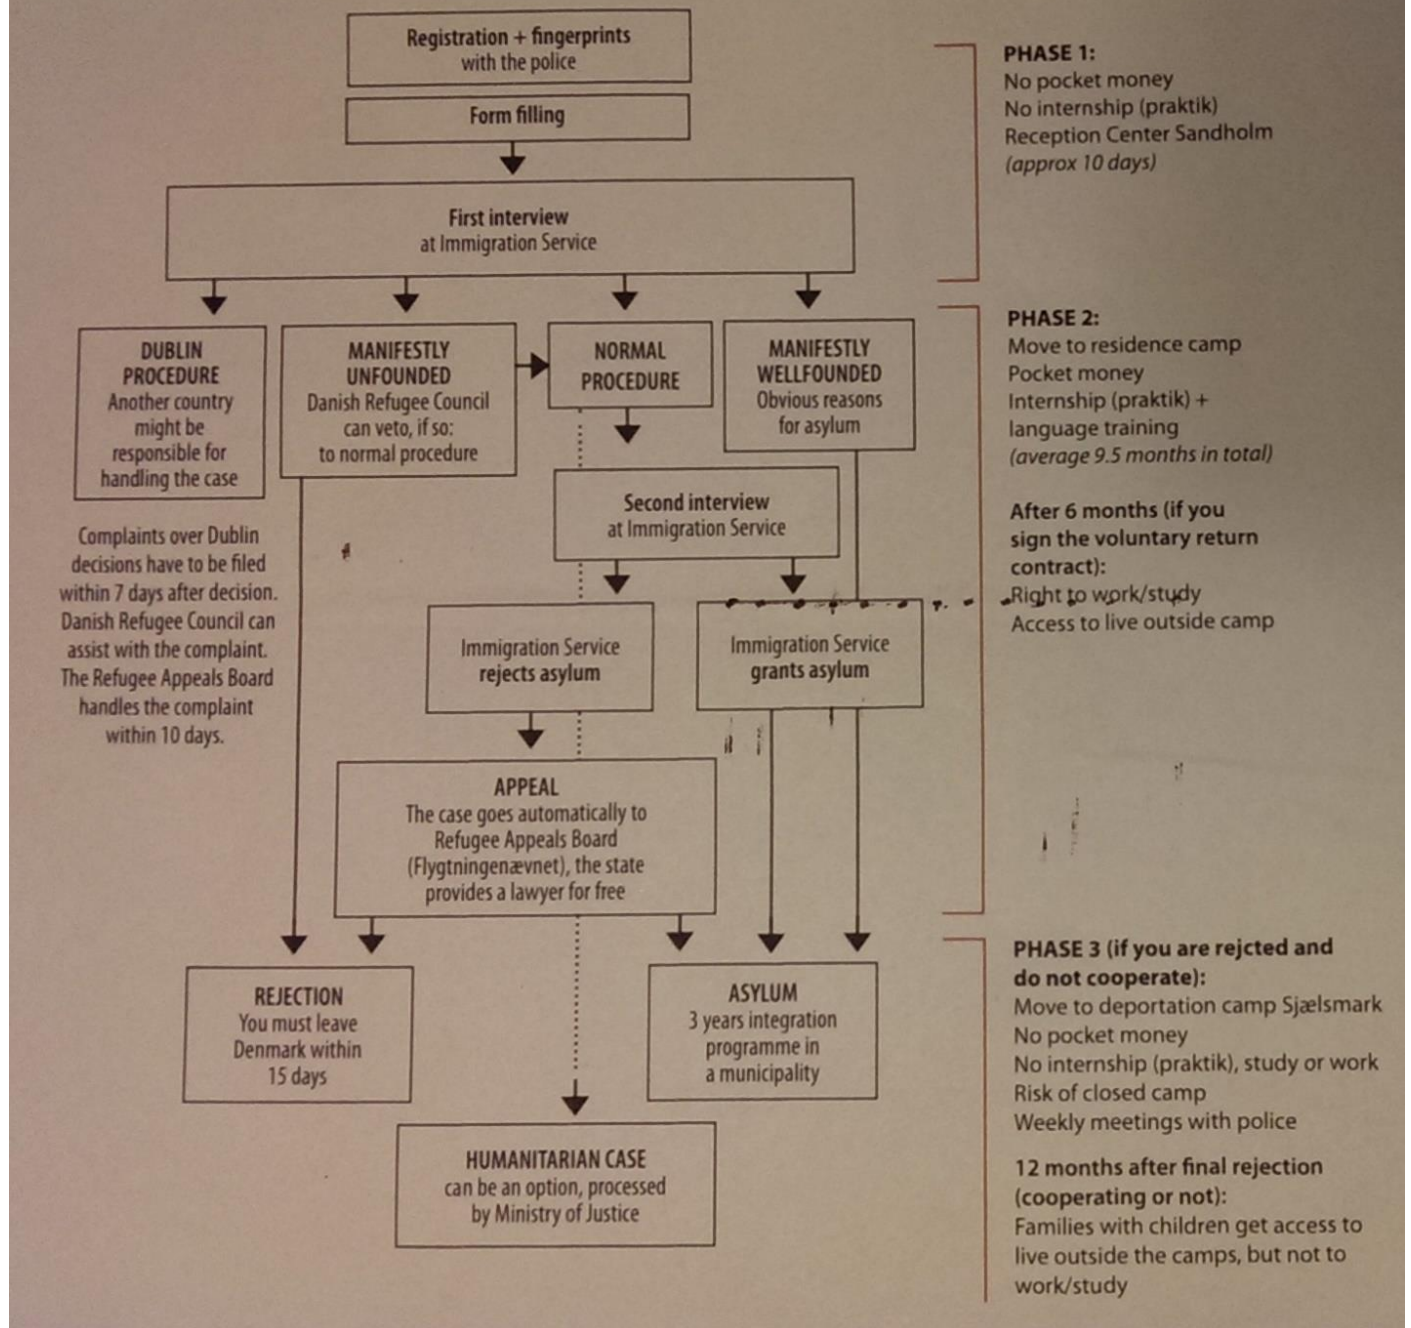 Registration + fingerprints
with the police
Form filling
First interview
at Immigration Service
DUBLIN
PROCEDURE
Another country
might be
responsible for
handling the case
MANIFESTLY
UNFOUNDED
Danish Refugee Council
can veto, if so:
to normal procedure
NORMAL
PROCEDURE
MANIFESTLY
WELLFOUNDED
Obvious reasons
for asylum
Complaints over Dublin
decisions have to be filed
within 7 days after decision.
Danish Refugee Council can
assist with the complaint.
The Refugee Appeals Board
handles the complaint
within 10 days.
Second interview
at Immigration Service
Immigration Service
rejects asylum
Immigration Service
grants asylum
APPEAL
The case goes automatically to
Refugee Appeals Board
(Flygtningenævnet), the state
provides a lawyer for free
REJECTION
You must leave
Denmark within
15 days
ASYLUM
3 years integration
programme in
a municipality
HUMANITARIAN CASE
can be an option, processed
by Ministry of Justice
PHASE 1:
No pocket money
No internship (praktik)
Reception Center Sandholm
(approx 10 days)
PHASE 2:
Move to residence camp
Pocket money
Internship (praktik) +
language training
(average 9.5 months in total)
After 6 months (if you
sign the voluntary return
contract):
Right to work/study
Access to live outside camp
PHASE 3 (if you are rejcted and
do not cooperate):
Move to deportation camp Sjælsmark
No pocket money
No internship (praktik), study or work
Risk of closed camp
Weekly meetings with police
12 months after final rejection
(cooperating or not):
Families with children get access to
live outside the camps, but not to
work/study